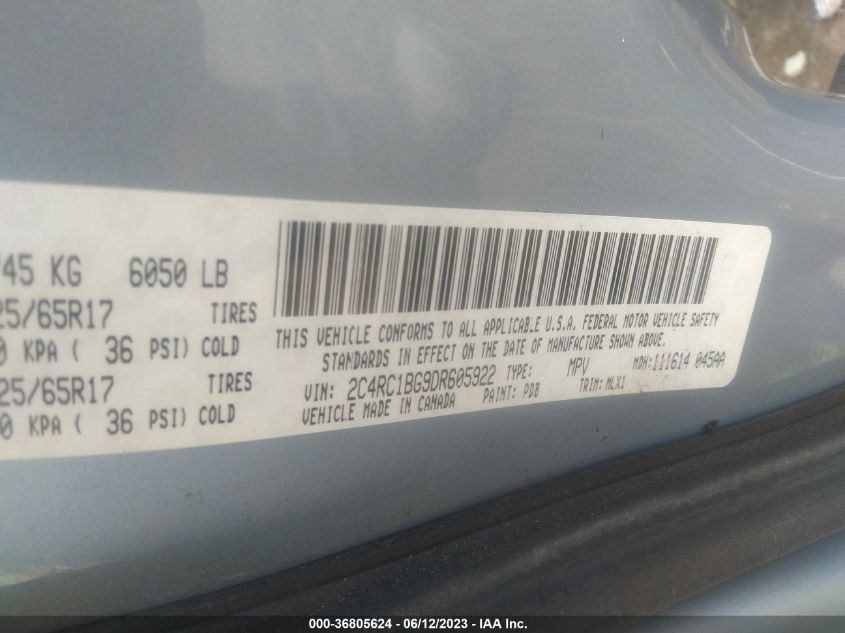 745 KG 6050 LB
25/65R17 TIRES
0 KPA ( 36 PSI) COLD
25/65R17 TIRES
0 KPA ( 36 PSI) COLD
THIS VEHICLE CONFORMS TO ALL APPLICABLE U.S.A. FEDERAL MOTOR VEHICLE SAFETY
STANDARDS IN EFFECT ON THE DATE OF MANUFACTURE SHOWN ABOVE.
VIN: 2C4RC1BG9DR605922 TYPE: MPV MDH: 111614 045AA
VEHICLE MADE IN CANADA PAINT: PDB TRIM: MLX1
000-36805624 - 06/12/2023 - IAA Inc.